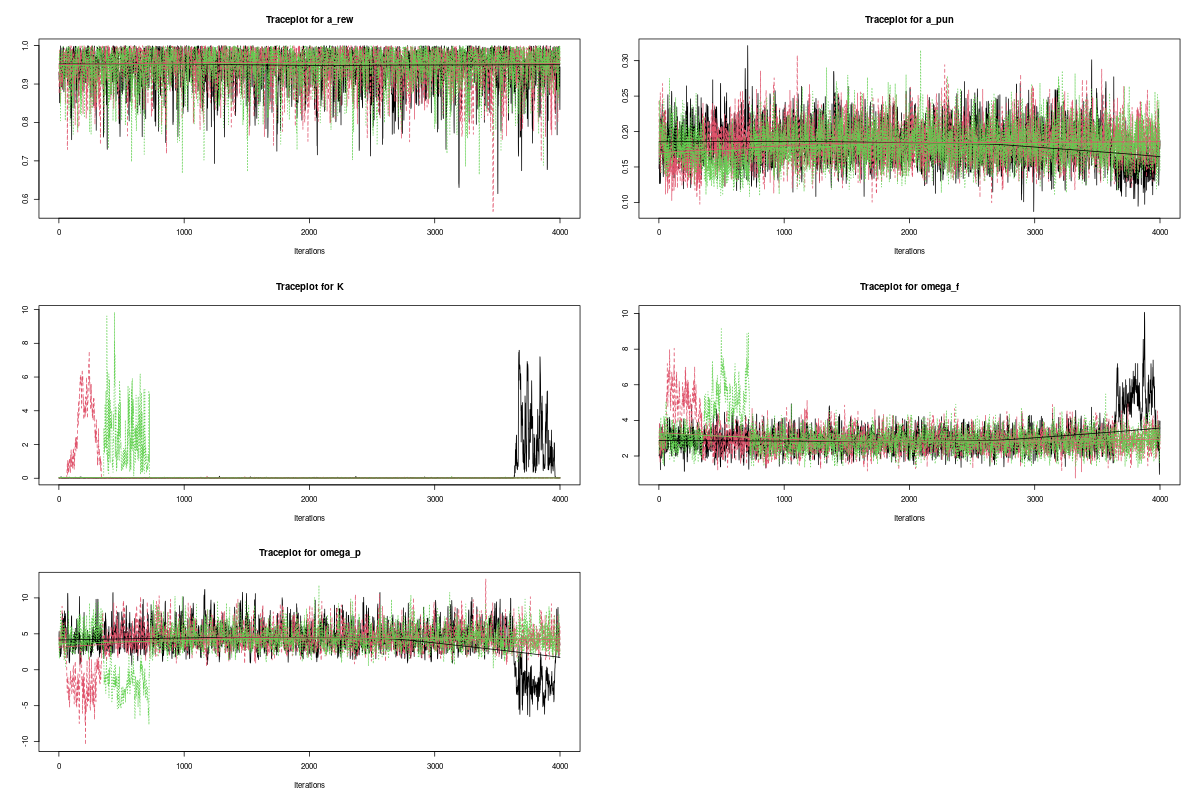 Traceplot for a_rew
1.0
0.9
0.8
0.7
0.6
0 1000 2000 3000 4000
Iterations
Traceplot for a_pun
0.30
0.25
0.20
0.15
0.10
0 1000 2000 3000 4000
Iterations
Traceplot for K
10
8
6
4
2
0
0 1000 2000 3000 4000
Iterations
Traceplot for omega_f
10
8
6
4
2
0 1000 2000 3000 4000
Iterations
Traceplot for omega_p
10
5
0
-5
-10
0 1000 2000 3000 4000
Iterations